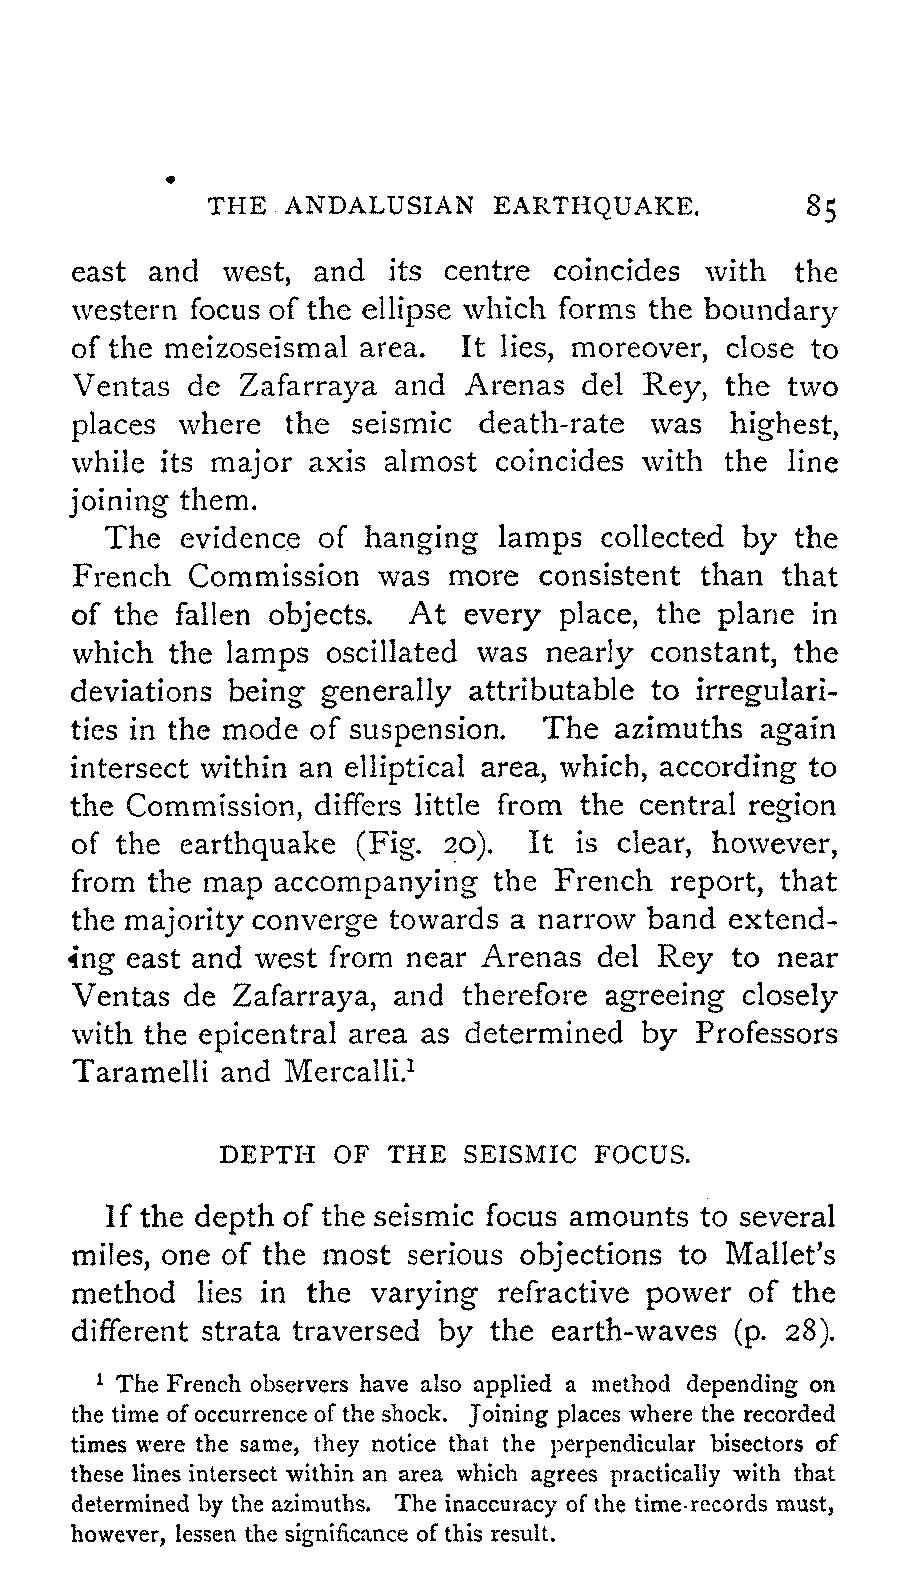 THE ANDALUSIAN EARTHQUAKE. 85
east and west, and its centre coincides with the
western focus of the ellipse which forms the boundary
of the meizoseismal area. It lies, moreover, close to
Ventas de Zafarraya and Arenas del Rey, the two
places where the seismic death-rate was highest,
while its major axis almost coincides with the line
joining them.
The evidence of hanging lamps collected by the
French Commission was more consistent than that
of the fallen objects. At every place, the plane in
which the lamps oscillated was nearly constant, the
deviations being generally attributable to irregulari-
ties in the mode of suspension. The azimuths again
intersect within an elliptical area, which, according to
the Commission, differs little from the central region
of the earthquake (Fig. 20). It is clear, however,
from the map accompanying the French report, that
the majority converge towards a narrow band extend-
ing east and west from near Arenas del Rey to near
Ventas de Zafarraya, and therefore agreeing closely
with the epicentral area as determined by Professors
Taramelli and Mercalli.¹
DEPTH OF THE SEISMIC FOCUS.
If the depth of the seismic focus amounts to several
miles, one of the most serious objections to Mallet's
method lies in the varying refractive power of the
different strata traversed by the earth-waves (p. 28).
¹ The French observers have also applied a method depending on
the time of occurrence of the shock. Joining places where the recorded
times were the same, they notice that the perpendicular bisectors of
these lines intersect within an area which agrees practically with that
determined by the azimuths. The inaccuracy of the time-records must,
however, lessen the significance of this result.